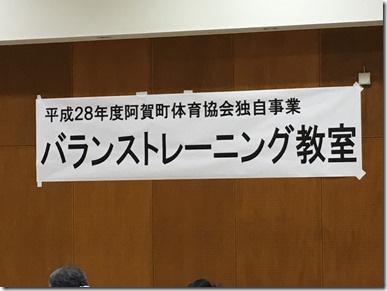 平成28年度阿賀町体育協会独自事業
バランストレーニング教室